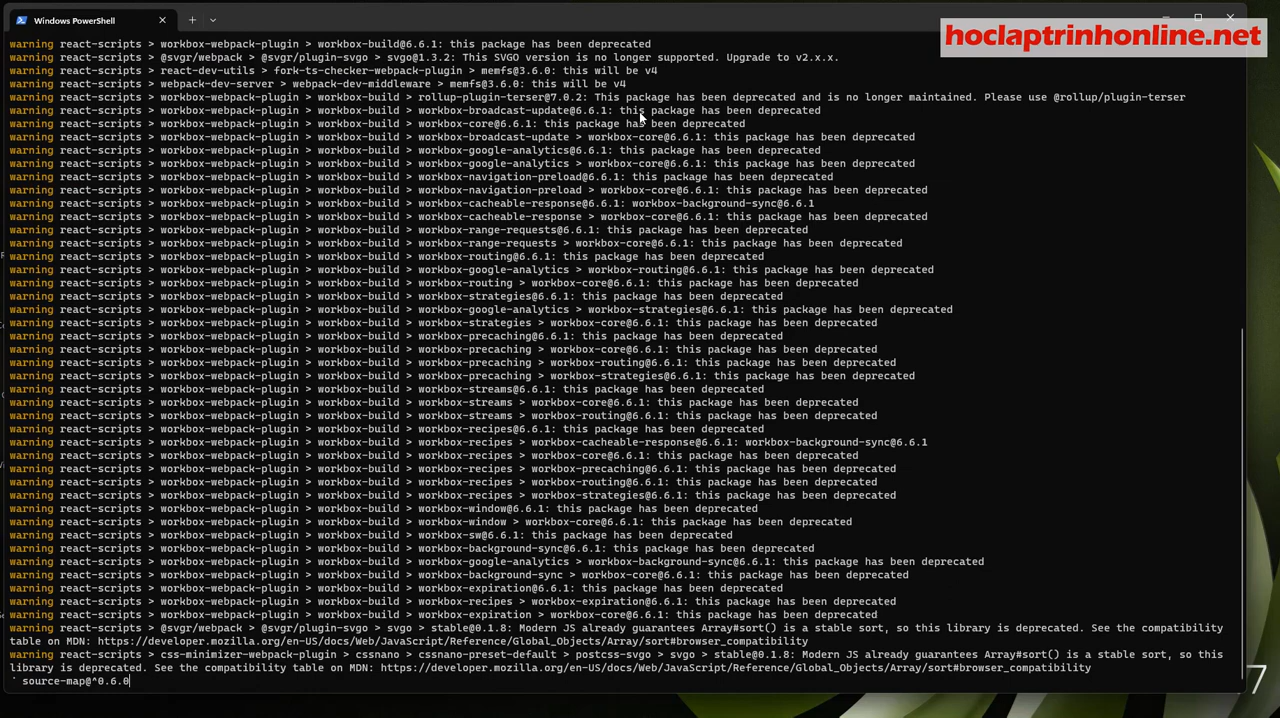 Windows PowerShell
hoclaptrinhonline.net
warning react-scripts > workbox-webpack-plugin > workbox-build@6.6.1: this package has been deprecated
warning react-scripts > @svgr/webpack > @svgr/plugin-svgo > svgo@1.3.2: This SVGO version is no longer supported. Upgrade to v2.x.x.
warning react-scripts > react-dev-utils > fork-ts-checker-webpack-plugin > memfs@3.6.0: this will be v4
warning react-scripts > webpack-dev-server > webpack-dev-middleware > memfs@3.6.0: this will be v4
warning react-scripts > workbox-webpack-plugin > workbox-build > rollup-plugin-terser@7.0.2: This package has been deprecated and is no longer maintained. Please use @rollup/plugin-terser
warning react-scripts > workbox-webpack-plugin > workbox-build > workbox-broadcast-update@6.6.1: this package has been deprecated
warning react-scripts > workbox-webpack-plugin > workbox-build > workbox-core@6.6.1: this package has been deprecated
warning react-scripts > workbox-webpack-plugin > workbox-build > workbox-broadcast-update > workbox-core@6.6.1: this package has been deprecated
warning react-scripts > workbox-webpack-plugin > workbox-build > workbox-google-analytics@6.6.1: this package has been deprecated
warning react-scripts > workbox-webpack-plugin > workbox-build > workbox-google-analytics > workbox-core@6.6.1: this package has been deprecated
warning react-scripts > workbox-webpack-plugin > workbox-build > workbox-navigation-preload@6.6.1: this package has been deprecated
warning react-scripts > workbox-webpack-plugin > workbox-build > workbox-navigation-preload > workbox-core@6.6.1: this package has been deprecated
warning react-scripts > workbox-webpack-plugin > workbox-build > workbox-cacheable-response@6.6.1: workbox-background-sync@6.6.1
warning react-scripts > workbox-webpack-plugin > workbox-build > workbox-cacheable-response > workbox-core@6.6.1: this package has been deprecated
warning react-scripts > workbox-webpack-plugin > workbox-build > workbox-range-requests@6.6.1: this package has been deprecated
warning react-scripts > workbox-webpack-plugin > workbox-build > workbox-range-requests > workbox-core@6.6.1: this package has been deprecated
warning react-scripts > workbox-webpack-plugin > workbox-build > workbox-routing@6.6.1: this package has been deprecated
warning react-scripts > workbox-webpack-plugin > workbox-build > workbox-google-analytics > workbox-routing@6.6.1: this package has been deprecated
warning react-scripts > workbox-webpack-plugin > workbox-build > workbox-routing > workbox-core@6.6.1: this package has been deprecated
warning react-scripts > workbox-webpack-plugin > workbox-build > workbox-strategies@6.6.1: this package has been deprecated
warning react-scripts > workbox-webpack-plugin > workbox-build > workbox-google-analytics > workbox-strategies@6.6.1: this package has been deprecated
warning react-scripts > workbox-webpack-plugin > workbox-build > workbox-strategies > workbox-core@6.6.1: this package has been deprecated
warning react-scripts > workbox-webpack-plugin > workbox-build > workbox-precaching@6.6.1: this package has been deprecated
warning react-scripts > workbox-webpack-plugin > workbox-build > workbox-precaching > workbox-core@6.6.1: this package has been deprecated
warning react-scripts > workbox-webpack-plugin > workbox-build > workbox-precaching > workbox-routing@6.6.1: this package has been deprecated
warning react-scripts > workbox-webpack-plugin > workbox-build > workbox-precaching > workbox-strategies@6.6.1: this package has been deprecated
warning react-scripts > workbox-webpack-plugin > workbox-build > workbox-streams@6.6.1: this package has been deprecated
warning react-scripts > workbox-webpack-plugin > workbox-build > workbox-streams > workbox-core@6.6.1: this package has been deprecated
warning react-scripts > workbox-webpack-plugin > workbox-build > workbox-streams > workbox-routing@6.6.1: this package has been deprecated
warning react-scripts > workbox-webpack-plugin > workbox-build > workbox-recipes@6.6.1: this package has been deprecated
warning react-scripts > workbox-webpack-plugin > workbox-build > workbox-recipes > workbox-cacheable-response@6.6.1: workbox-background-sync@6.6.1
warning react-scripts > workbox-webpack-plugin > workbox-build > workbox-recipes > workbox-core@6.6.1: this package has been deprecated
warning react-scripts > workbox-webpack-plugin > workbox-build > workbox-recipes > workbox-precaching@6.6.1: this package has been deprecated
warning react-scripts > workbox-webpack-plugin > workbox-build > workbox-recipes > workbox-routing@6.6.1: this package has been deprecated
warning react-scripts > workbox-webpack-plugin > workbox-build > workbox-recipes > workbox-strategies@6.6.1: this package has been deprecated
warning react-scripts > workbox-webpack-plugin > workbox-build > workbox-window@6.6.1: this package has been deprecated
warning react-scripts > workbox-webpack-plugin > workbox-build > workbox-window > workbox-core@6.6.1: this package has been deprecated
warning react-scripts > workbox-webpack-plugin > workbox-build > workbox-sw@6.6.1: this package has been deprecated
warning react-scripts > workbox-webpack-plugin > workbox-build > workbox-background-sync@6.6.1: this package has been deprecated
warning react-scripts > workbox-webpack-plugin > workbox-build > workbox-google-analytics > workbox-background-sync@6.6.1: this package has been deprecated
warning react-scripts > workbox-webpack-plugin > workbox-build > workbox-background-sync > workbox-core@6.6.1: this package has been deprecated
warning react-scripts > workbox-webpack-plugin > workbox-build > workbox-expiration@6.6.1: this package has been deprecated
warning react-scripts > workbox-webpack-plugin > workbox-build > workbox-recipes > workbox-expiration@6.6.1: this package has been deprecated
warning react-scripts > workbox-webpack-plugin > workbox-build > workbox-expiration > workbox-core@6.6.1: this package has been deprecated
warning react-scripts > @svgr/webpack > @svgr/plugin-svgo > svgo > stable@0.1.8: Modern JS already guarantees Array#sort() is a stable sort, so this library is deprecated. See the compatibility
table on MDN: https://developer.mozilla.org/en-US/docs/Web/JavaScript/Reference/Global_Objects/Array/sort#browser_compatibility
warning react-scripts > css-minimizer-webpack-plugin > cssnano > cssnano-preset-default > postcss-svgo > svgo > stable@0.1.8: Modern JS already guarantees Array#sort() is a stable sort, so this
library is deprecated. See the compatibility table on MDN: https://developer.mozilla.org/en-US/docs/Web/JavaScript/Reference/Global_Objects/Array/sort#browser_compatibility
⠁ source-map@^0.6.0
7